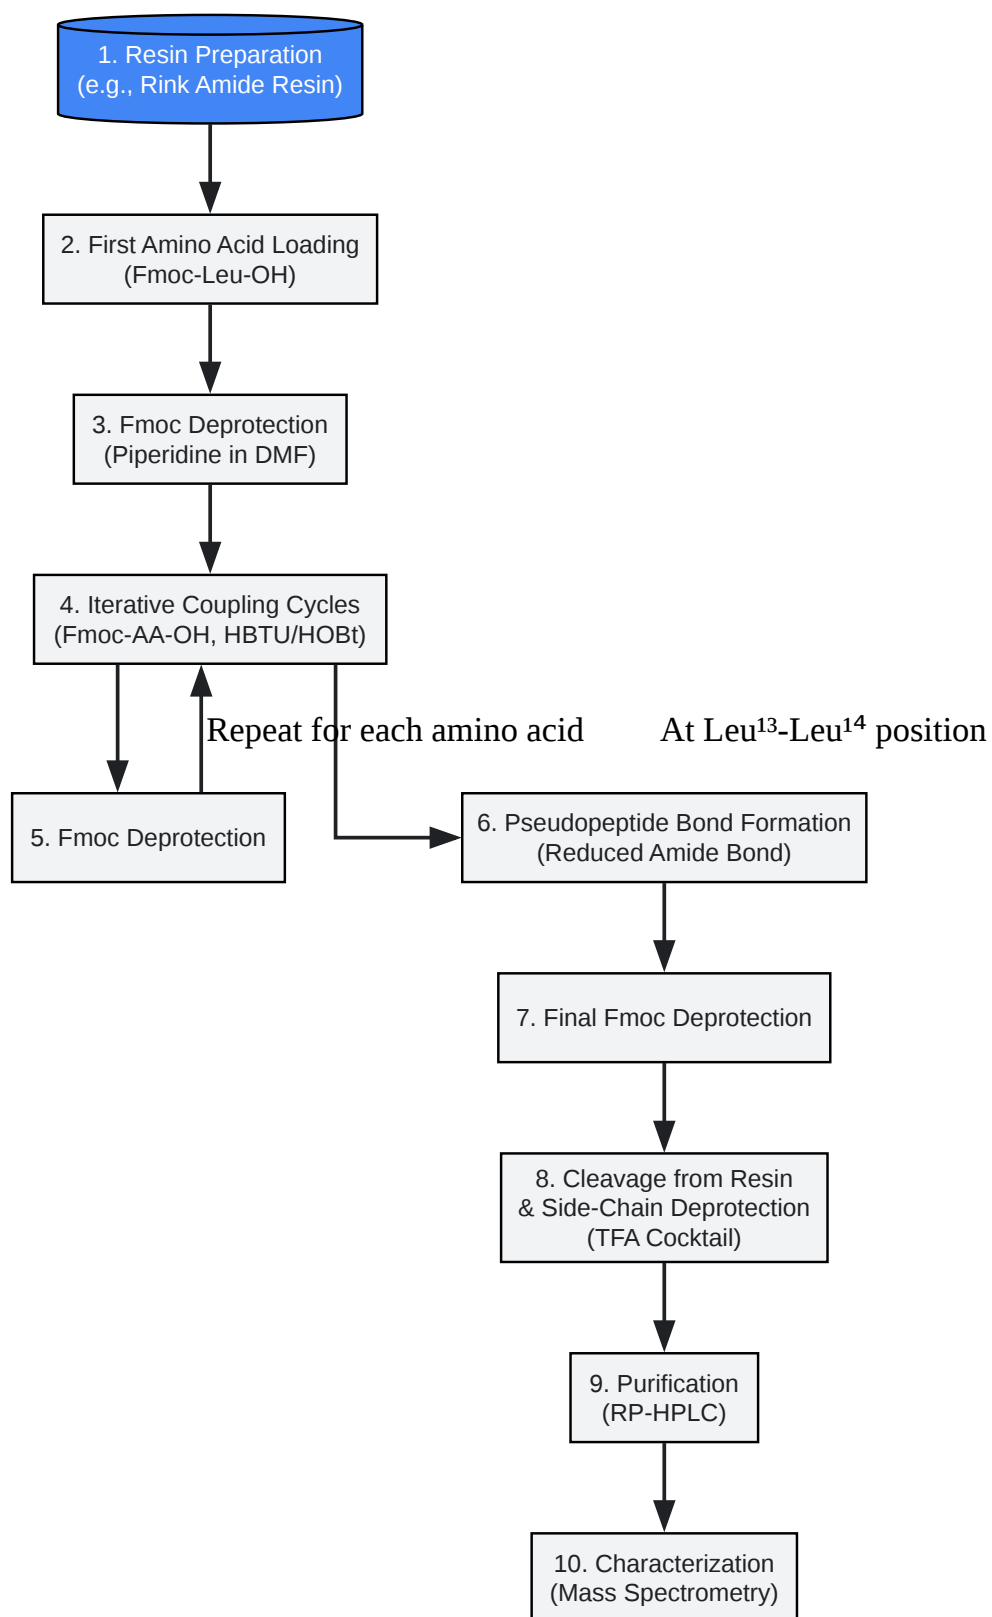 1. Resin Preparation
(e.g., Rink Amide Resin)
2. First Amino Acid Loading
(Fmoc-Leu-OH)
3. Fmoc Deprotection
(Piperidine in DMF)
4. Iterative Coupling Cycles
(Fmoc-AA-OH, HBTU/HOBt)
Repeat for each amino acid
At Leu¹³-Leu¹⁴ position
5. Fmoc Deprotection
6. Pseudopeptide Bond Formation
(Reduced Amide Bond)
7. Final Fmoc Deprotection
8. Cleavage from Resin
& Side-Chain Deprotection
(TFA Cocktail)
9. Purification
(RP-HPLC)
10. Characterization
(Mass Spectrometry)